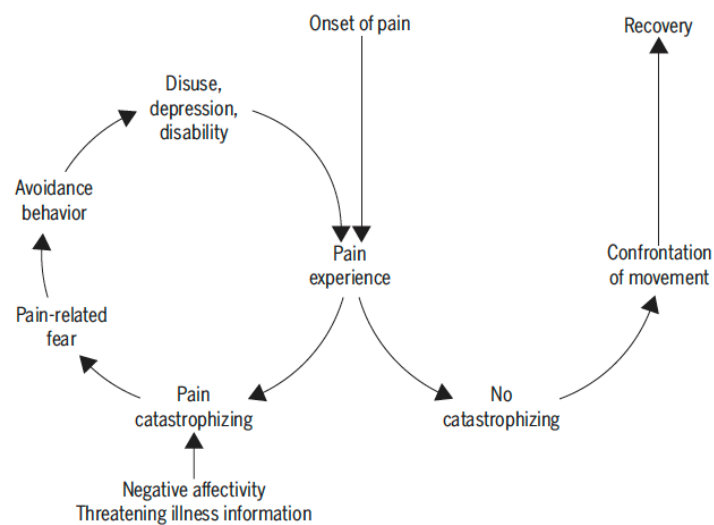 Onset of pain
Recovery
Disuse,
depression,
disability
Avoidance
behavior
Pain
experience
Confrontation
of movement
Pain-related
fear
Pain
catastrophizing
No
catastrophizing
Negative affectivity
Threatening illness information